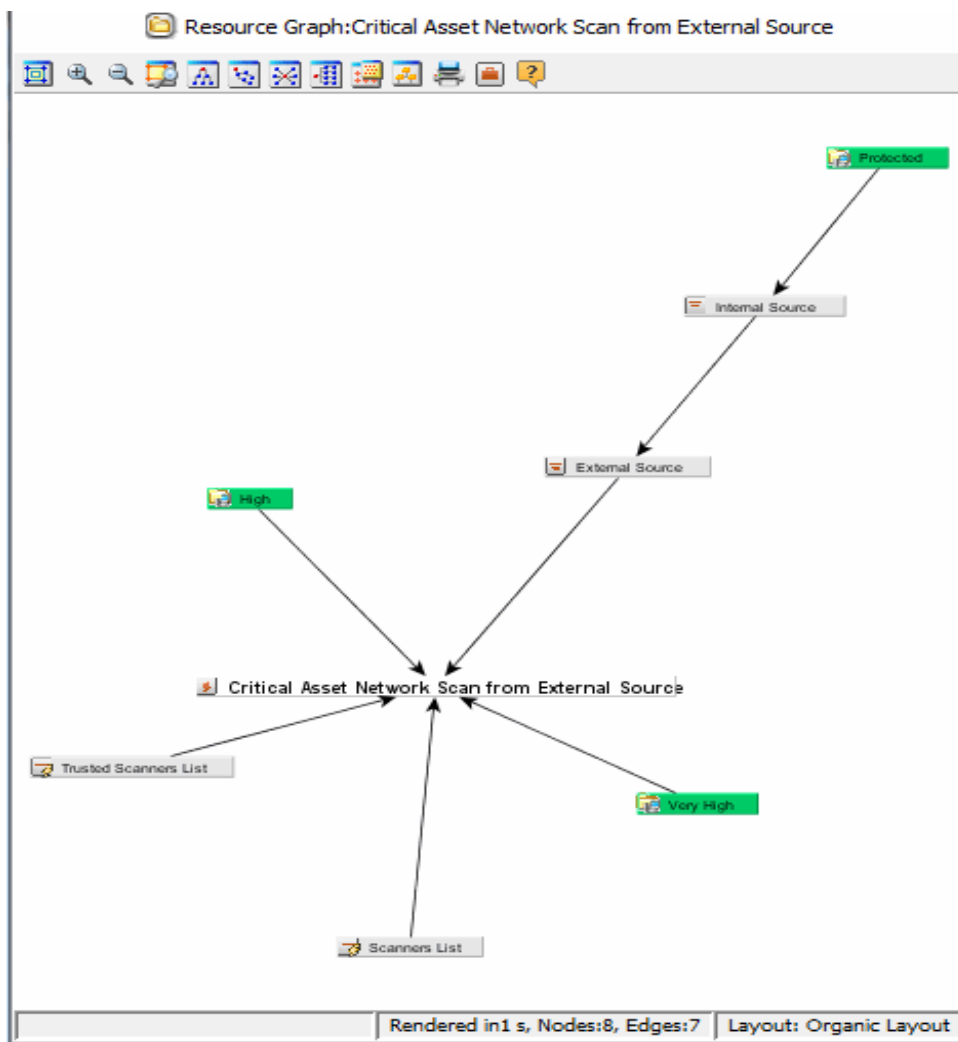 Resource Graph:Critical Asset Network Scan from External Source
Protected
Internal Source
External Source
High
Critical Asset Network Scan from External Source
Trusted Scanners List
Very High
Scanners List
Rendered in1 s, Nodes:8, Edges:7
Layout: Organic Layout